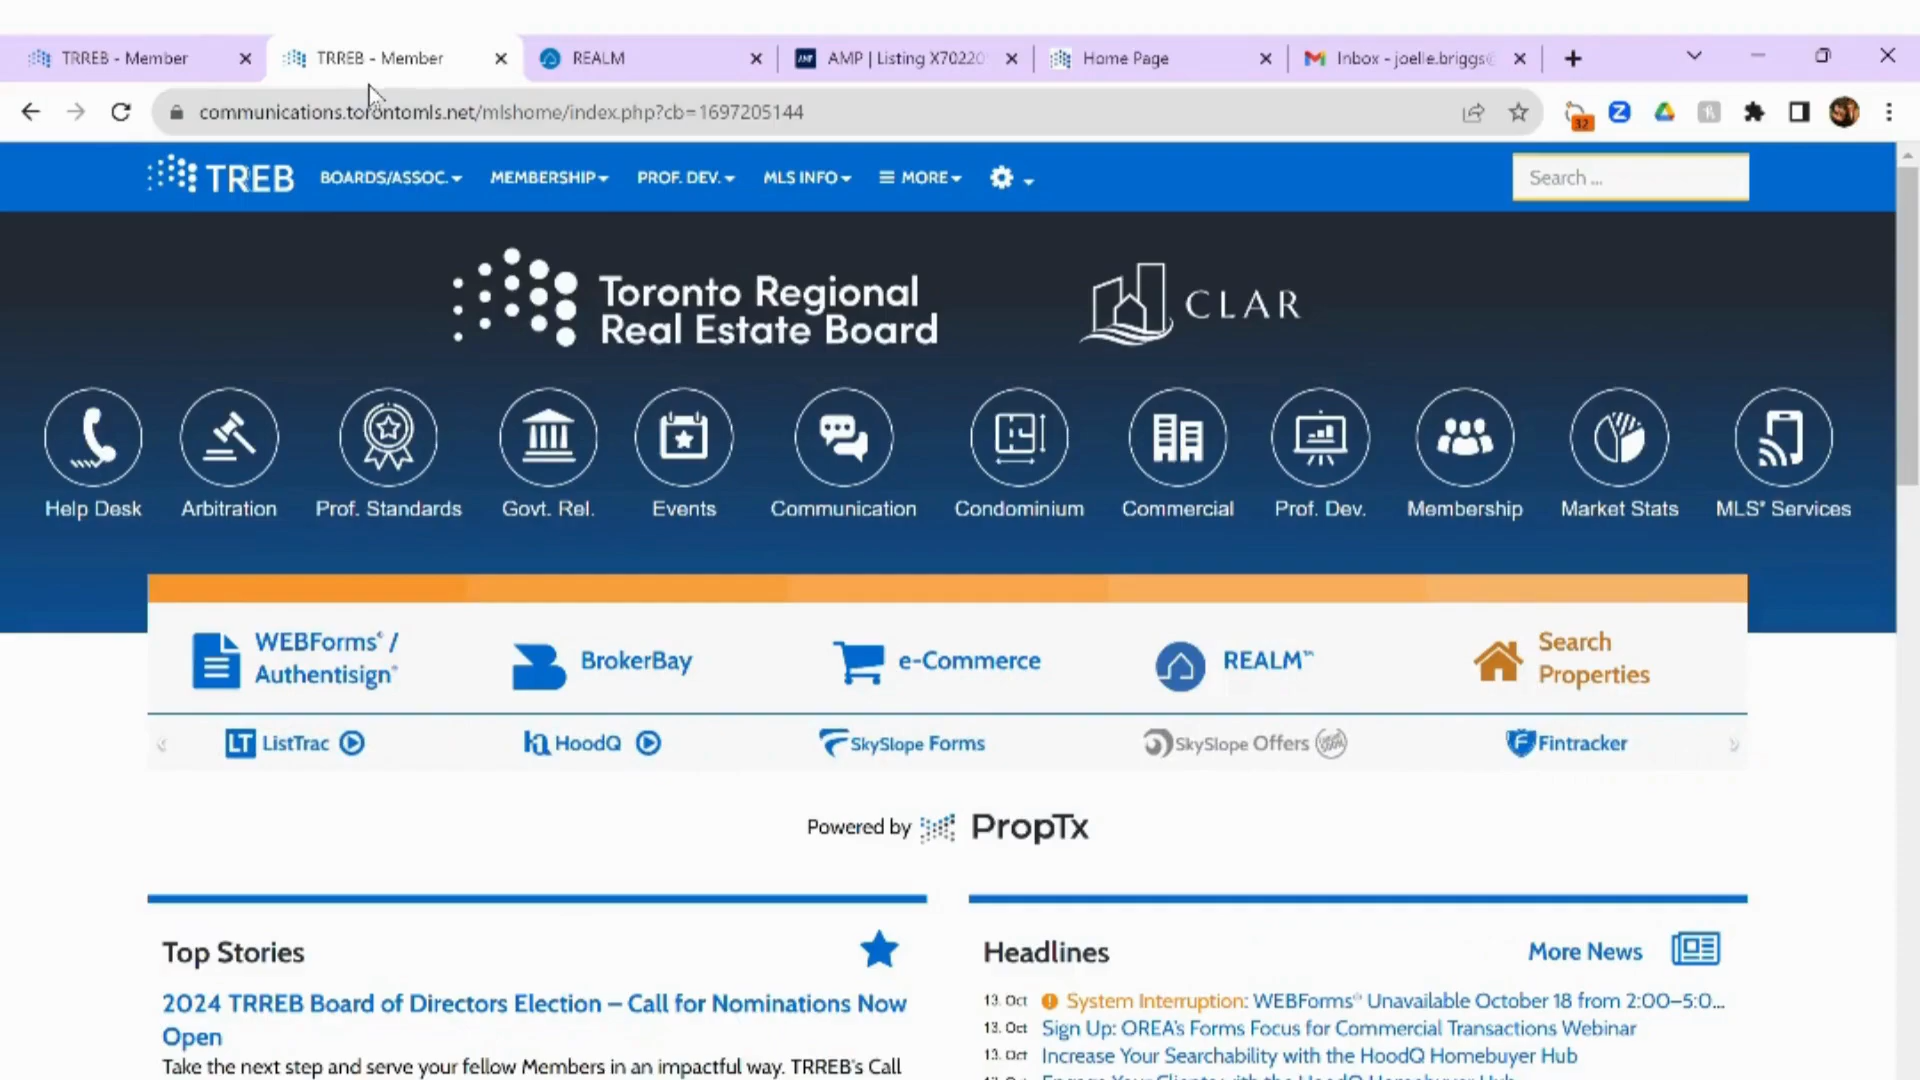 TRREB - Member
TRREB - Member
REALM
AMP | Listing X70220
Home Page
Inbox - joelle.briggs@
communications.torontomls.net/mlshome/index.php?cb=1697205144
32
TREB
BOARDS/ASSOC.
MEMBERSHIP
PROF. DEV.
MLS INFO
MORE
Search ...
Toronto Regional
Real Estate Board
CLAR
Help Desk
Arbitration
Prof. Standards
Govt. Rel.
Events
Communication
Condominium
Commercial
Prof. Dev.
Membership
Market Stats
MLS® Services
WEBForms® /
Authentisign®
BrokerBay
e-Commerce
REALM™
Search
Properties
LT ListTrac
HoodQ
SkySlope Forms
SkySlope Offers
Fintracker
Powered by PropTx
Top Stories
2024 TRREB Board of Directors Election – Call for Nominations Now
Open
Take the next step and serve your fellow Members in an impactful way. TRREB's Call
Headlines
More News
13. Oct System Interruption: WEBForms® Unavailable October 18 from 2:00–5:0...
13. Oct Sign Up: OREA's Forms Focus for Commercial Transactions Webinar
13. Oct Increase Your Searchability with the HoodQ Homebuyer Hub